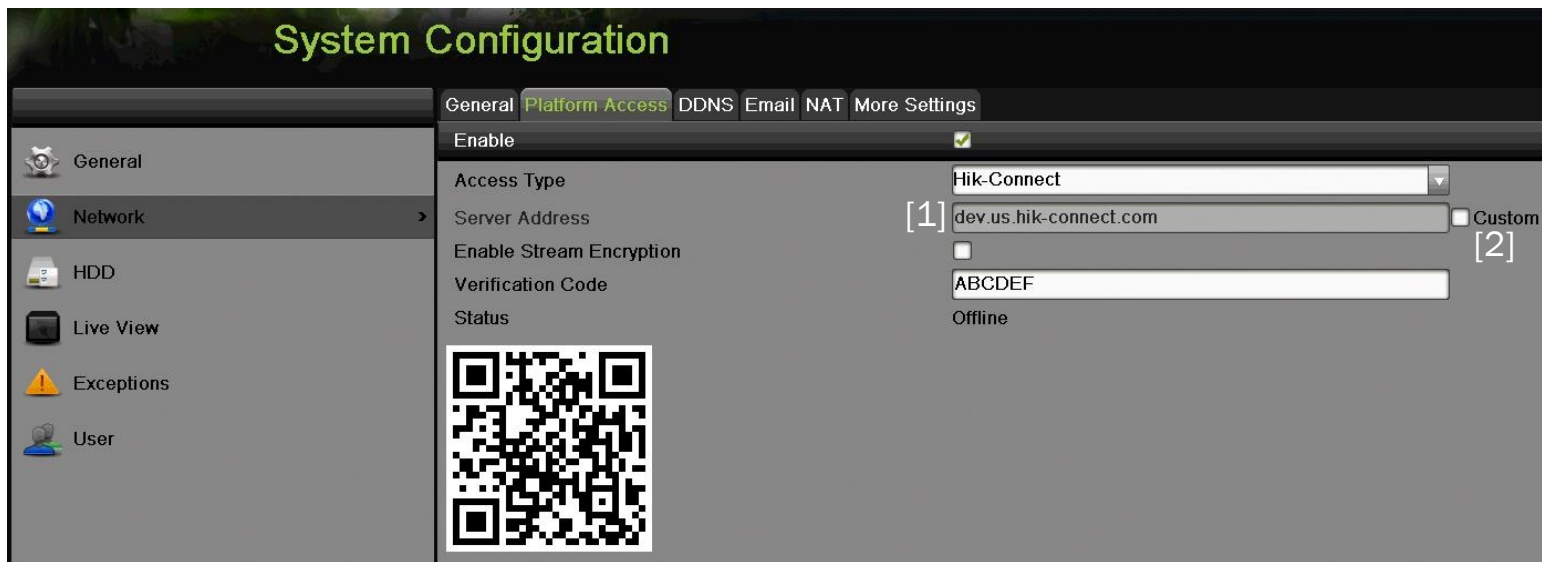 System Configuration
General Platform Access DDNS Email NAT More Settings
Enable
General
Access Type Hik-Connect
Network
Server Address [1] dev.us.hik-connect.com Custom
[2]
Enable Stream Encryption
HDD
Verification Code ABCDEF
Live View
Status Offline
Exceptions
User